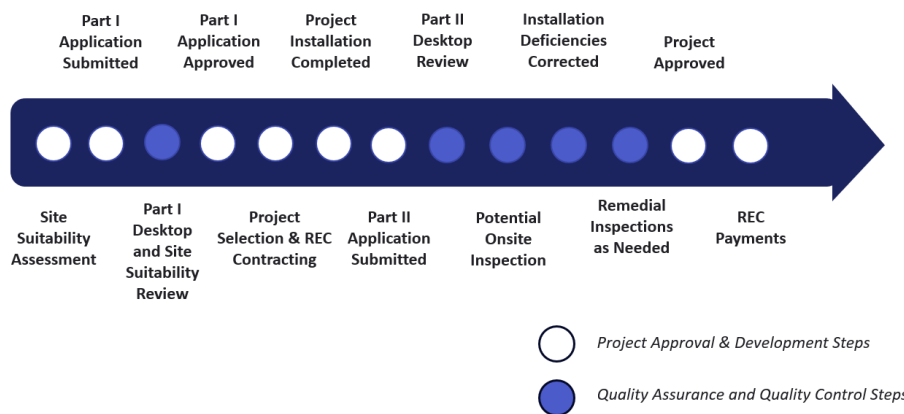 Part I
Application
Submitted
Part I
Application
Approved
Project
Installation
Completed
Part II
Desktop
Review
Installation
Deficiencies
Corrected
Project
Approved
Site
Suitability
Assessment
Part I
Desktop
and Site
Suitability
Review
Project
Selection & REC
Contracting
Part II
Application
Submitted
Potential
Onsite
Inspection
Remedial
Inspections
as Needed
REC
Payments
Project Approval & Development Steps
Quality Assurance and Quality Control Steps